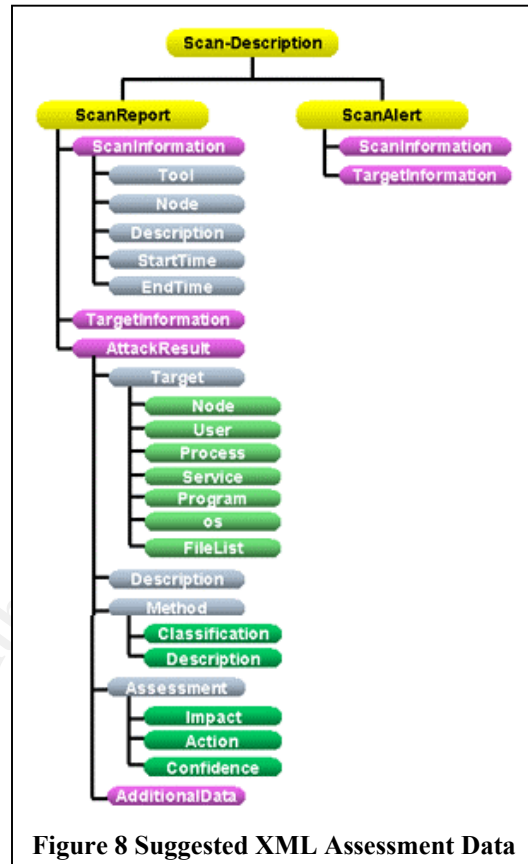 Scan-Description
ScanReport
ScanAlert
ScanInformation
ScanInformation
Tool
TargetInformation
Node
Description
StartTime
EndTime
TargetInformation
AttackResult
Target
Node
User
Process
Service
Program
os
FileList
Description
Method
Classification
Description
Assessment
Impact
Action
Confidence
AdditionalData
Figure 8 Suggested XML Assessment Data